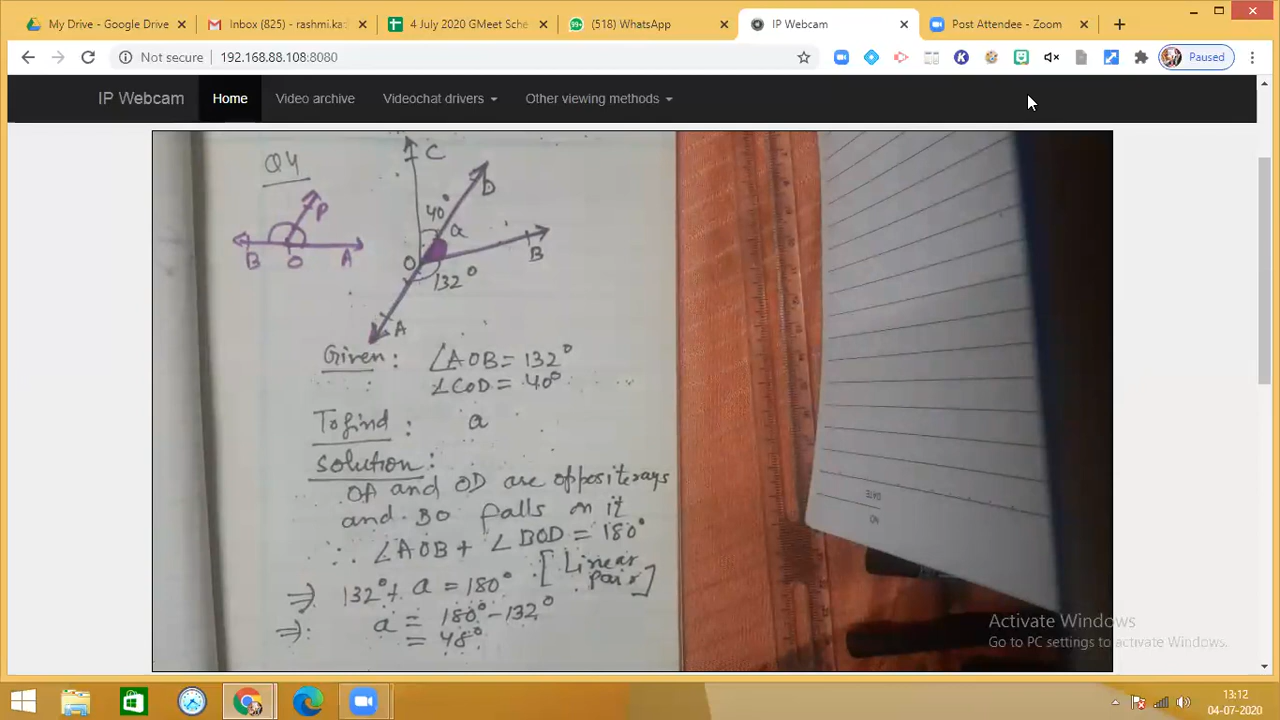 My Drive - Google Drive
Inbox (825) - rashmi.ka
4 July 2020 GMeet Sche
99+
(518) WhatsApp
IP Webcam
Post Attendee - Zoom
Not secure
192.168.88.108:8080
Paused
IP Webcam
Home
Video archive
Videochat drivers
Other viewing methods
Q4
C
D
P
40°
a
B O A
O
B
132°
A
Given: ∠AOB = 132°
∠COD = 40°
To find : a
Solution:
OA and OD are opposite rays
and BO falls on it
∴ ∠AOB + ∠BOD = 180°
[Linear
pair]
⇒ 132° + a = 180°
⇒ a = 180° - 132°
= 48°
DATE
NO
Activate Windows
Go to PC settings to activate Windows.
13:12
04-07-2020